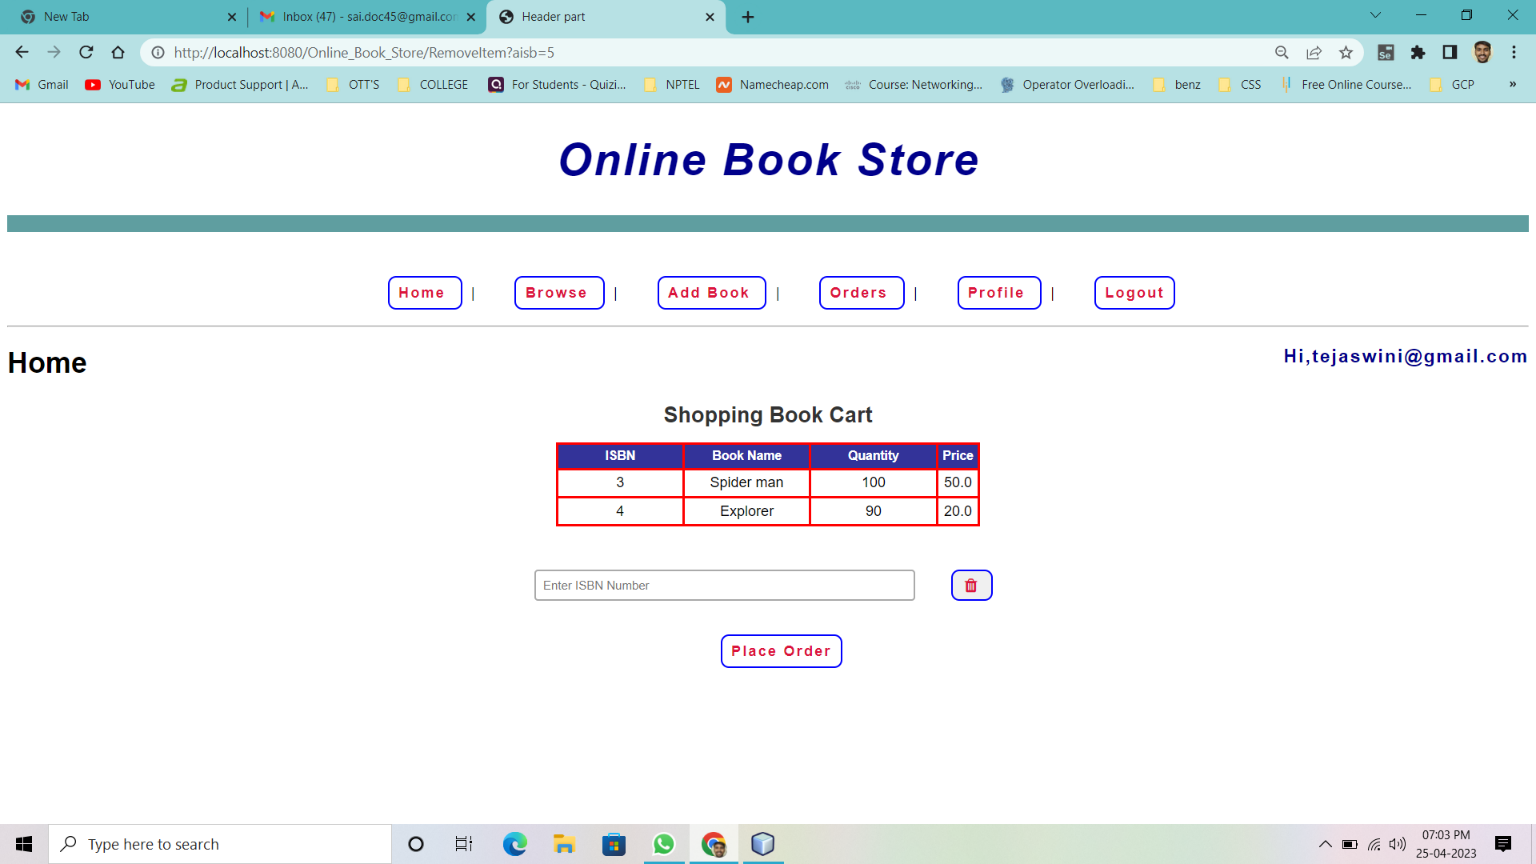 New Tab
Inbox (47) - sai.doc45@gmail.cor
Header part
http://localhost:8080/Online_Book_Store/RemoveItem?aisb=5
Se
Gmail YouTube Product Support | A... OTT'S COLLEGE For Students - Quizi... NPTEL Namecheap.com Course: Networking... Operator Overloadi... benz CSS Free Online Course... GCP »
Online Book Store
Home | Browse | Add Book | Orders | Profile | Logout
Home
Hi,tejaswini@gmail.com
Shopping Book Cart
ISBN Book Name Quantity Price
3 Spider man 100 50.0
4 Explorer 90 20.0
Enter ISBN Number
Place Order
Type here to search
07:03 PM
25-04-2023